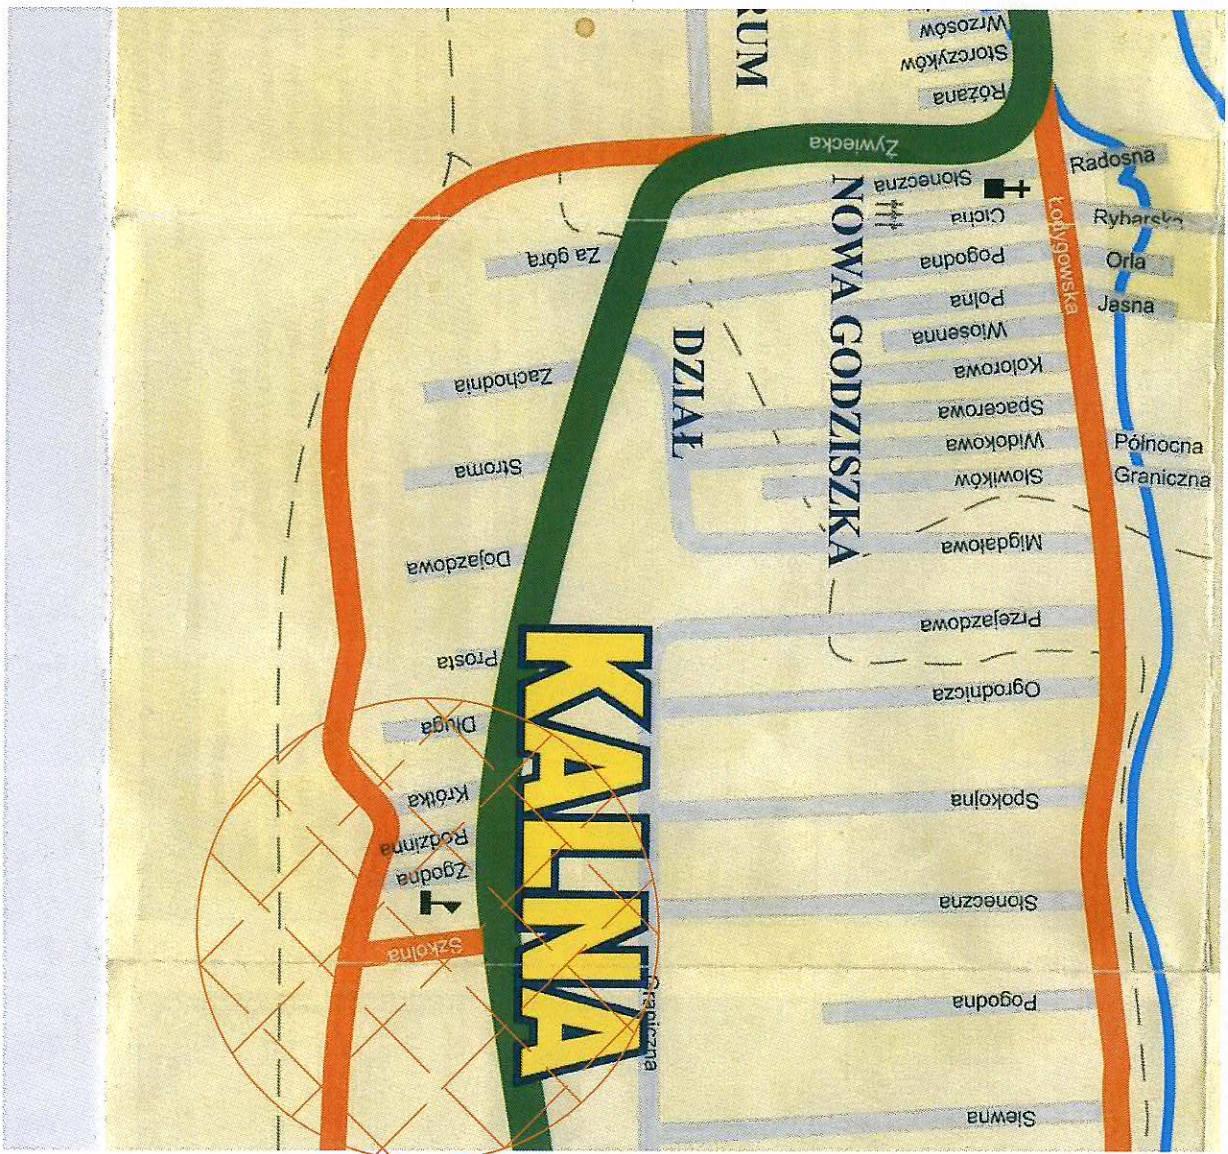 RUM
Wrzosów
Storczyków
Różana
Żywiecka
Radosna
Słoneczna
Cicha
Rybarska
Łodygowska
Za górą
Pogodna
Orla
Polna
Jasna
Wiosenna
NOWA GODZISZKA
DZIAŁ
Kolorowa
Zachodnia
Spacerowa
Widokowa
Północna
Stroma
Słowików
Graniczna
Migdałowa
Dojazdowa
Przejazdowa
Prosta
Ogrodnicza
Długa
KALNA
Krótka
Spokojna
Rodzinna
Zgodna
Słoneczna
Szkolna
Graniczna
Pogodna
Siewna